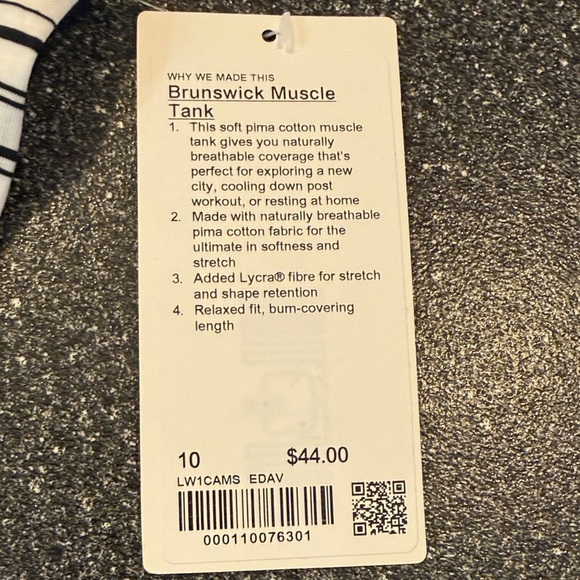 WHY WE MADE THIS
Brunswick Muscle
Tank
1. This soft pima cotton muscle
tank gives you naturally
breathable coverage that's
perfect for exploring a new
city, cooling down post
workout, or resting at home
2. Made with naturally breathable
pima cotton fabric for the
ultimate in softness and
stretch
3. Added Lycra® fibre for stretch
and shape retention
4. Relaxed fit, bum-covering
length
10 $44.00
LW1CAMS EDAV
000110076301